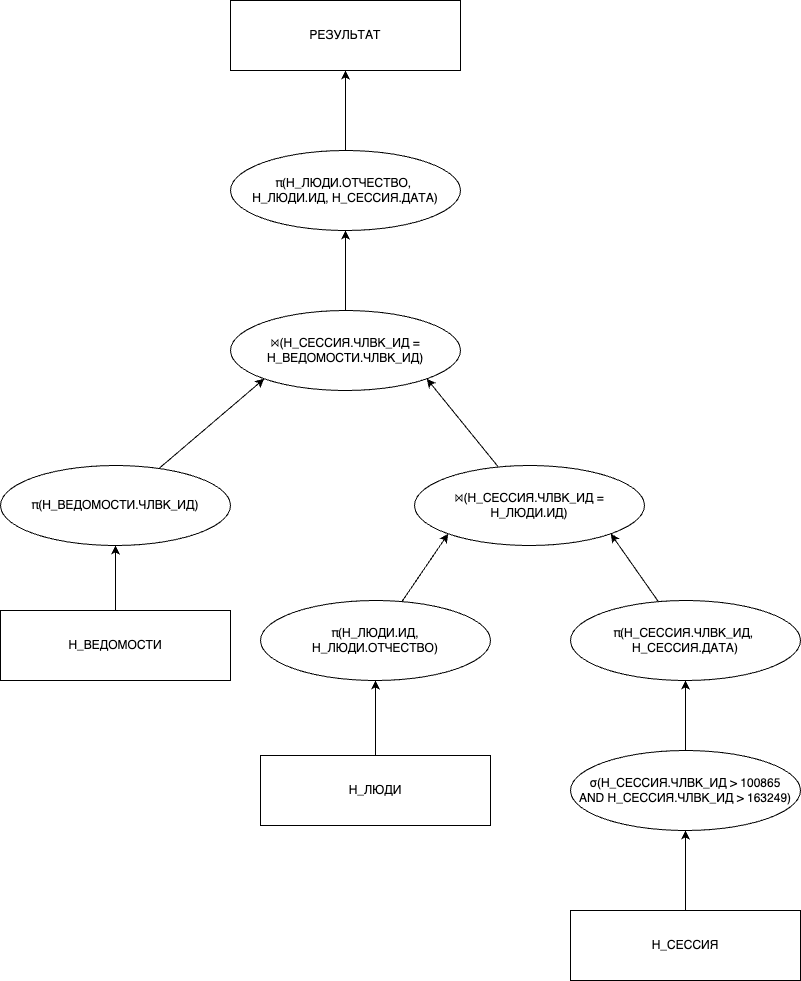 РЕЗУЛЬТАТ
π(Н_ЛЮДИ.ОТЧЕСТВО,
Н_ЛЮДИ.ИД, Н_СЕССИЯ.ДАТА)
⋈(Н_СЕССИЯ.ЧЛВК_ИД =
Н_ВЕДОМОСТИ.ЧЛВК_ИД)
π(Н_ВЕДОМОСТИ.ЧЛВК_ИД)
⋈(Н_СЕССИЯ.ЧЛВК_ИД =
Н_ЛЮДИ.ИД)
Н_ВЕДОМОСТИ
π(Н_ЛЮДИ.ИД,
Н_ЛЮДИ.ОТЧЕСТВО)
π(Н_СЕССИЯ.ЧЛВК_ИД,
Н_СЕССИЯ.ДАТА)
Н_ЛЮДИ
σ(Н_СЕССИЯ.ЧЛВК_ИД > 100865
AND Н_СЕССИЯ.ЧЛВК_ИД > 163249)
Н_СЕССИЯ